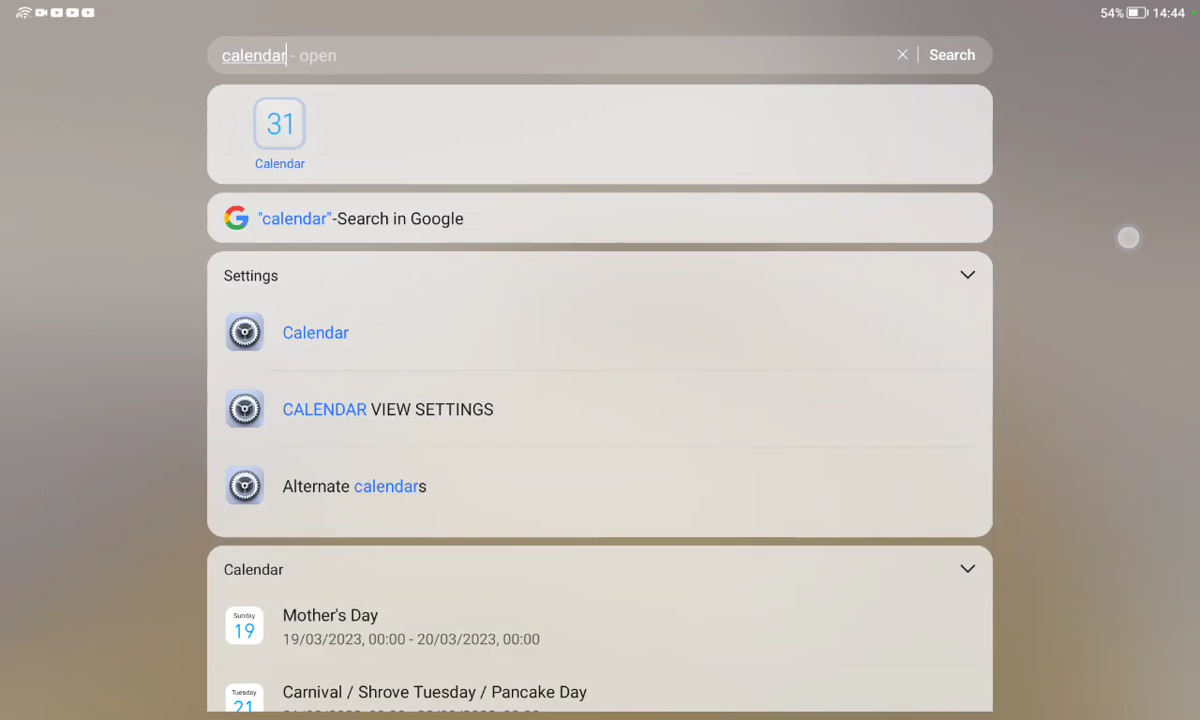 54% 14:44
calendar - open
Search
31
Calendar
"calendar"-Search in Google
Settings
Calendar
CALENDAR VIEW SETTINGS
Alternate calendars
Calendar
Sunday
19
Mother's Day
19/03/2023, 00:00 - 20/03/2023, 00:00
Tuesday
21
Carnival / Shrove Tuesday / Pancake Day